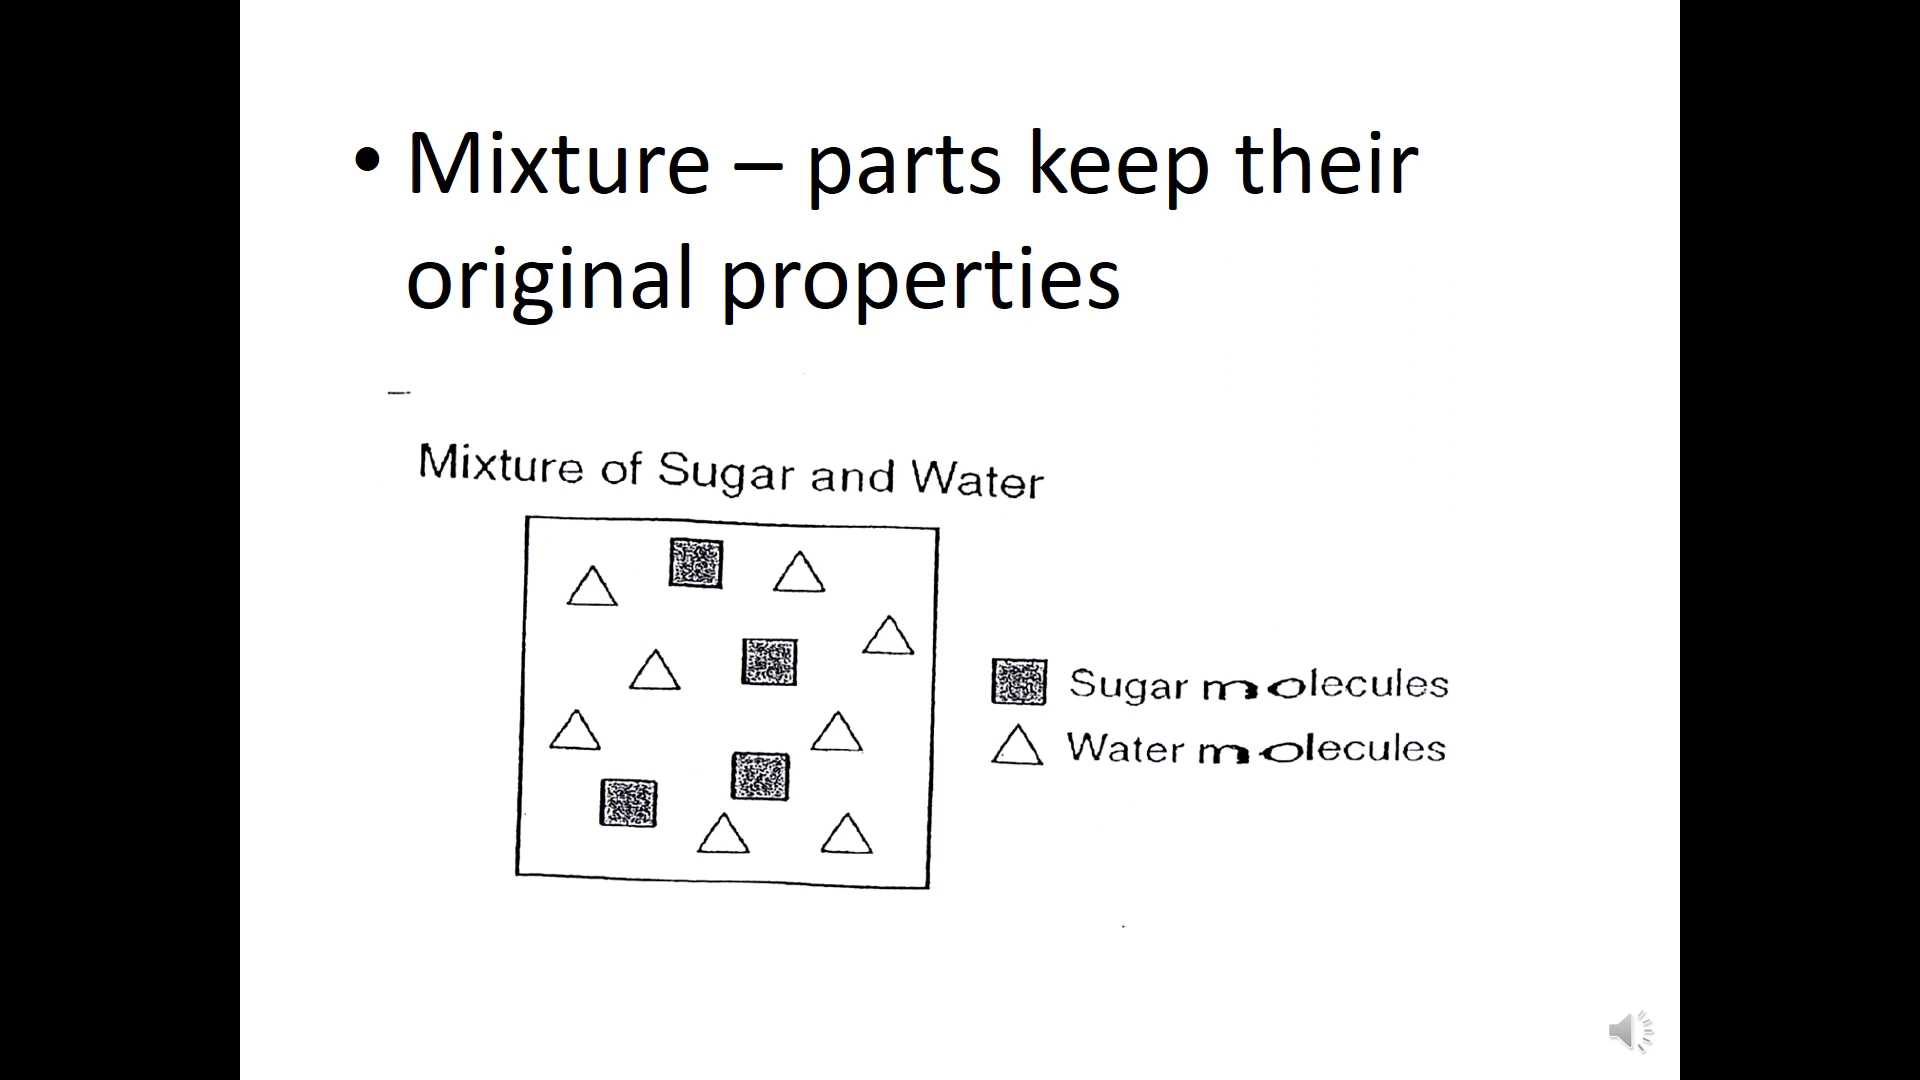 • Mixture – parts keep their
original properties
Mixture of Sugar and Water
Sugar molecules
Water molecules